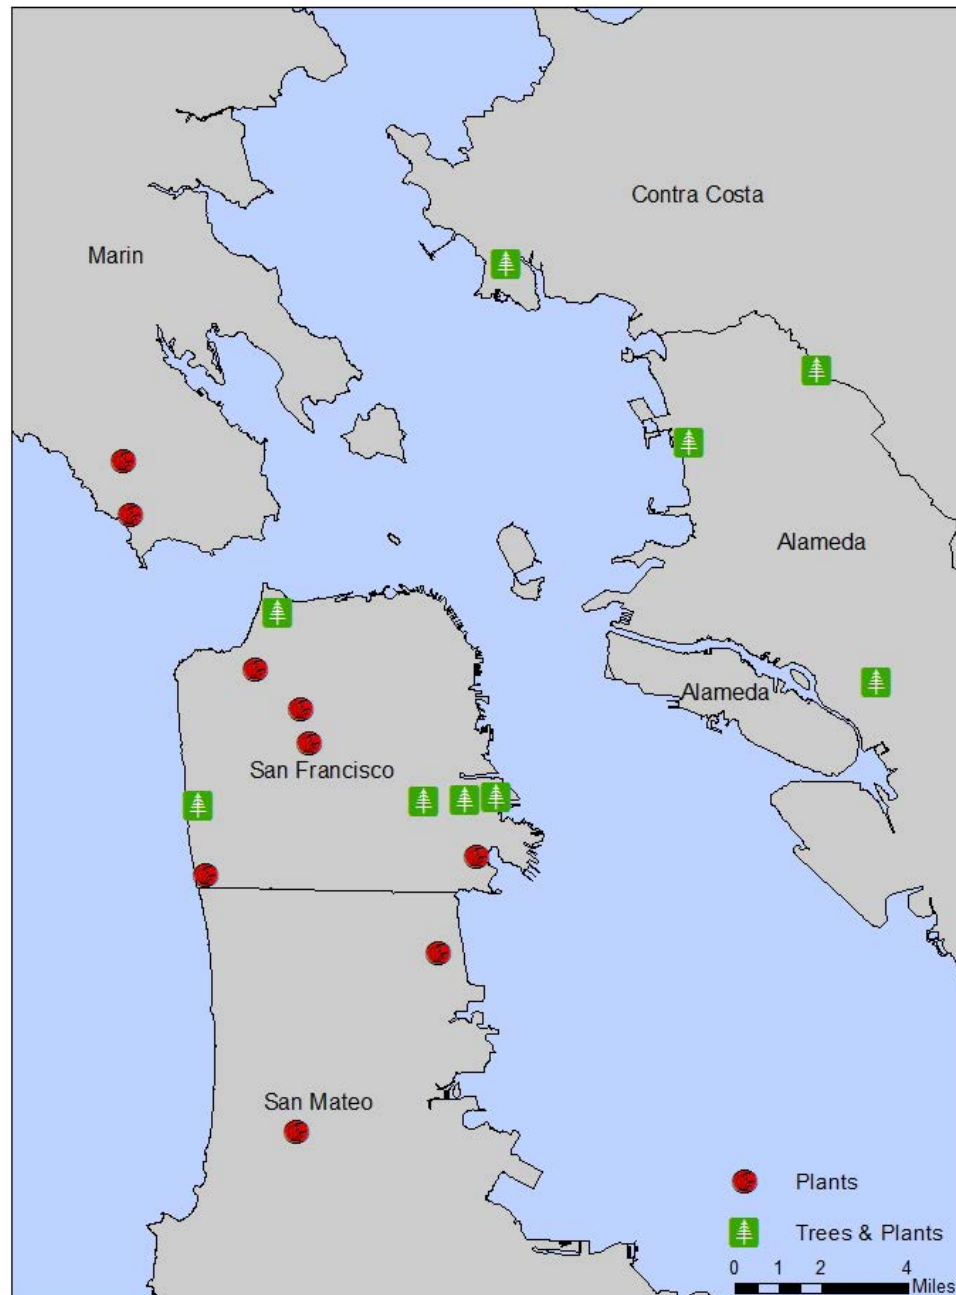 Contra Costa
Marin
Alameda
Alameda
San Francisco
San Mateo
Plants
Trees & Plants
0 1 2 4
Miles